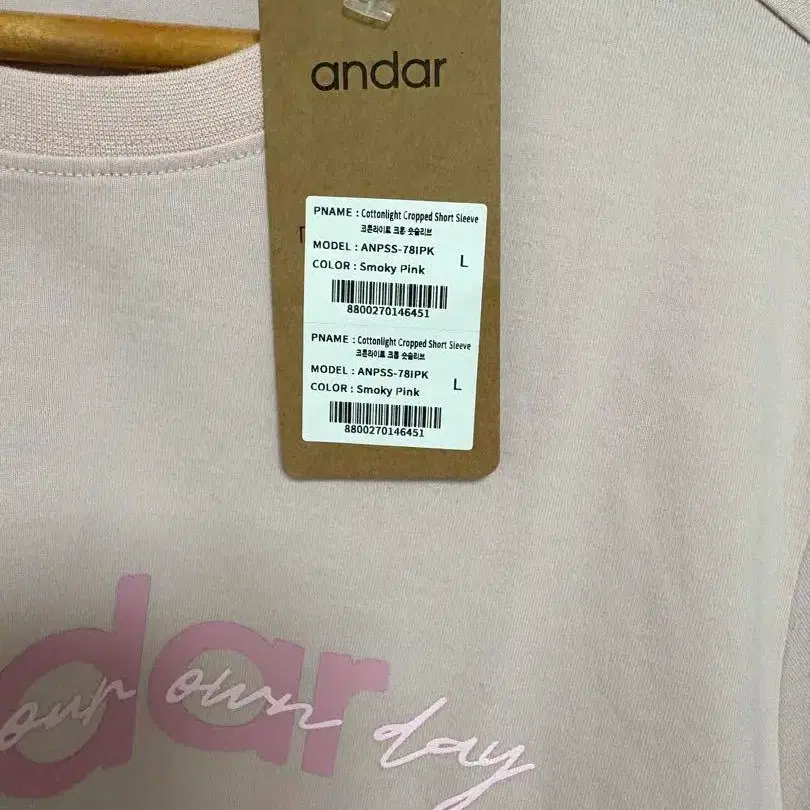 andar
PNAME : Cottonlight Cropped Short Sleeve
코튼라이트 크롭 숏슬리브
MODEL : ANPSS-78IPK
L
COLOR : Smoky Pink
8800270146451
PNAME : Cottonlight Cropped Short Sleeve
코튼라이트 크롭 숏슬리브
MODEL : ANPSS-78IPK
L
COLOR : Smoky Pink
8800270146451
dar
our own day